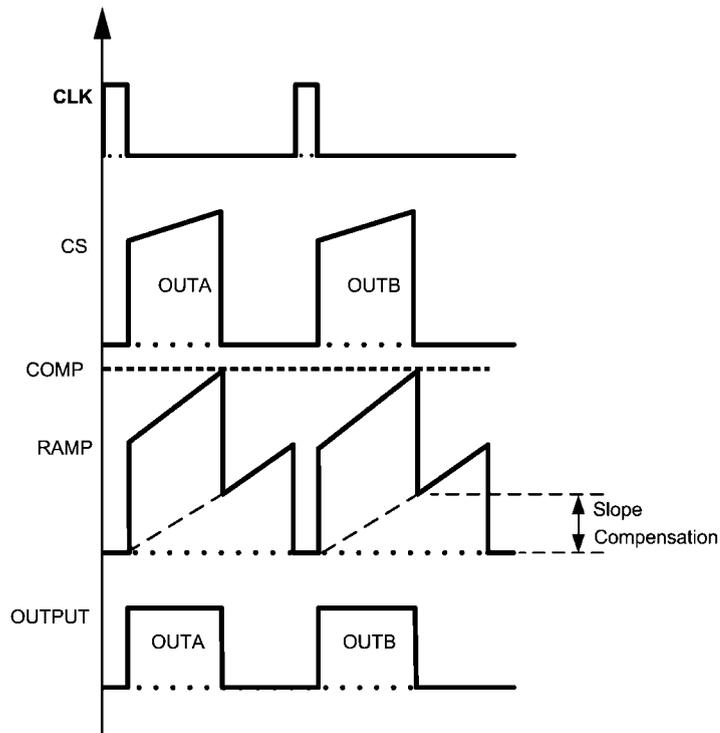 CLK
CS
OUTA
OUTB
COMP
RAMP
Slope
Compensation
OUTPUT
OUTA
OUTB